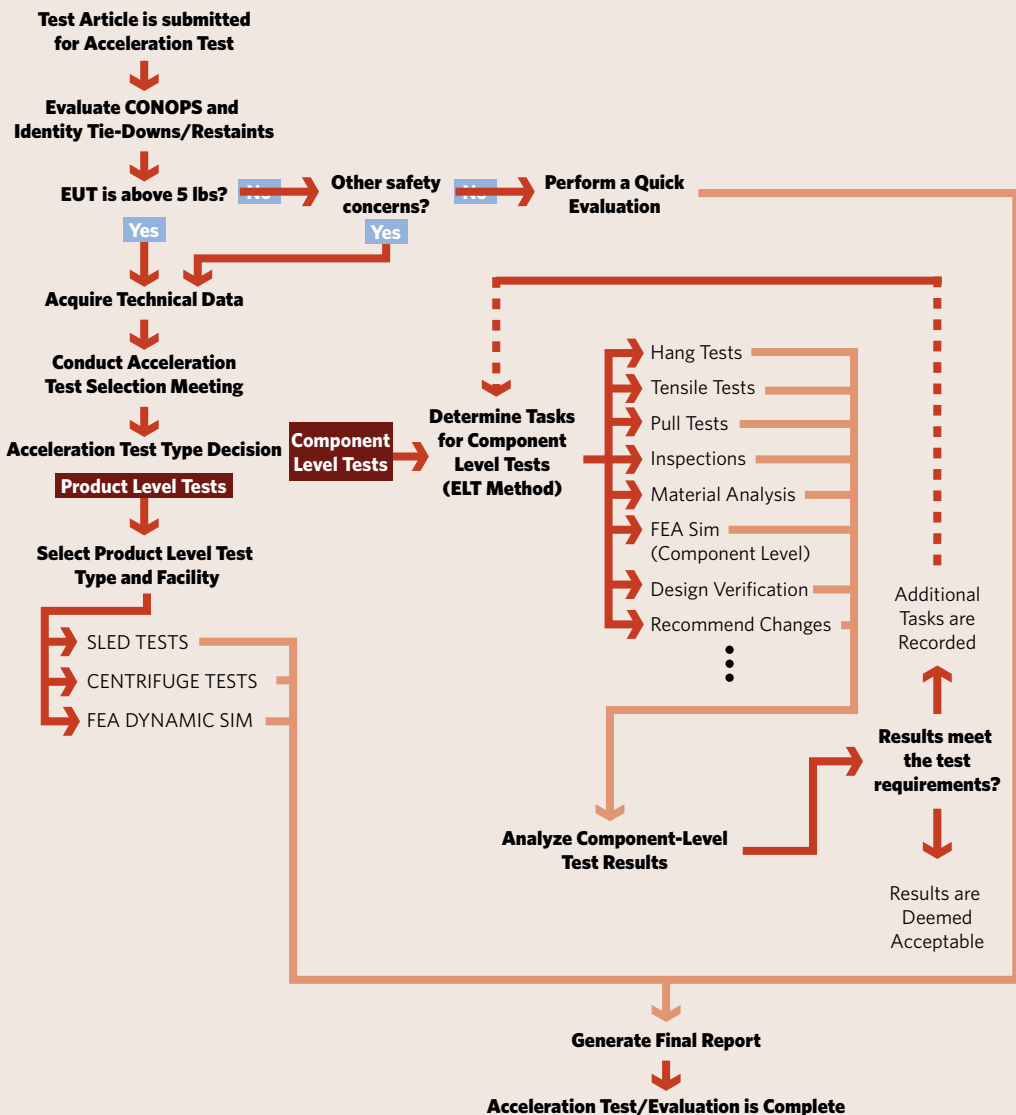 Test Article is submitted
for Acceleration Test
Evaluate CONOPS and
Identity Tie-Downs/Restaints
EUT is above 5 lbs?
No
Other safety
concerns?
No
Perform a Quick
Evaluation
Yes
Yes
Acquire Technical Data
Conduct Acceleration
Test Selection Meeting
Acceleration Test Type Decision
Component
Level Tests
Product Level Tests
Select Product Level Test
Type and Facility
SLED TESTS
CENTRIFUGE TESTS
FEA DYNAMIC SIM
Determine Tasks
for Component
Level Tests
(ELT Method)
Hang Tests
Tensile Tests
Pull Tests
Inspections
Material Analysis
FEA Sim
(Component Level)
Design Verification
Recommend Changes
Additional
Tasks are
Recorded
Results meet
the test
requirements?
Analyze Component-Level
Test Results
Results are
Deemed
Acceptable
Generate Final Report
Acceleration Test/Evaluation is Complete